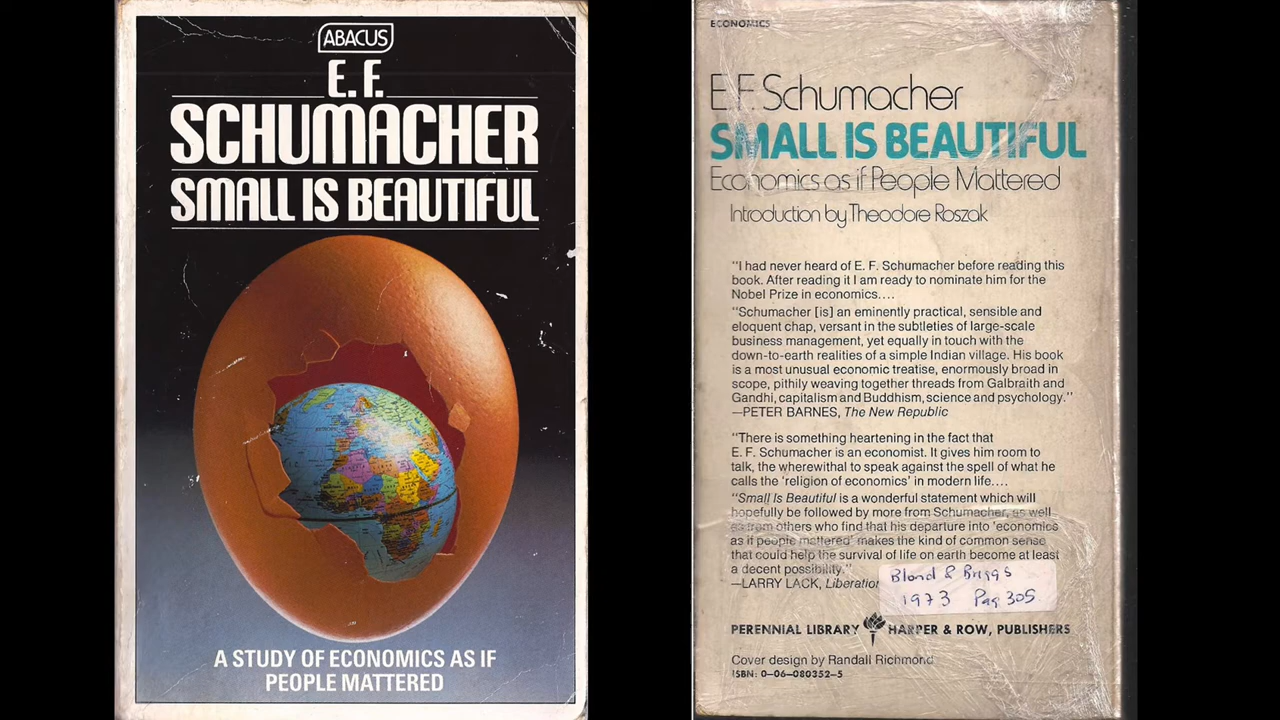 ABACUS
E. F.
SCHUMACHER
SMALL IS BEAUTIFUL
A STUDY OF ECONOMICS AS IF
PEOPLE MATTERED
ECONOMICS
E. F. Schumacher
SMALL IS BEAUTIFUL
Economics as if People Mattered
Introduction by Theodore Roszak
"I had never heard of E. F. Schumacher before reading this
book. After reading it I am ready to nominate him for the
Nobel Prize in economics....
"Schumacher [is] an eminently practical, sensible and
eloquent chap, versant in the subtleties of large-scale
business management, yet equally in touch with the
down-to-earth realities of a simple Indian village. His book
is a most unusual economic treatise, enormously broad in
scope, pithily weaving together threads from Galbraith and
Gandhi, capitalism and Buddhism, science and psychology."
—PETER BARNES, The New Republic
"There is something heartening in the fact that
E. F. Schumacher is an economist. It gives him room to
talk, the wherewithal to speak against the spell of what he
calls the 'religion of economics' in modern life....
"Small Is Beautiful is a wonderful statement which will
hopefully be followed by more from Schumacher, as well
as from others who find that his departure into 'economics
as if people mattered' makes the kind of common sense
that could help the survival of life on earth become at least
a decent possibility."
—LARRY LACK, Liberation
Blond & Briggs
1973 Pag 305
PERENNIAL LIBRARY HARPER & ROW, PUBLISHERS
Cover design by Randall Richmond
ISBN: 0-06-080352-5